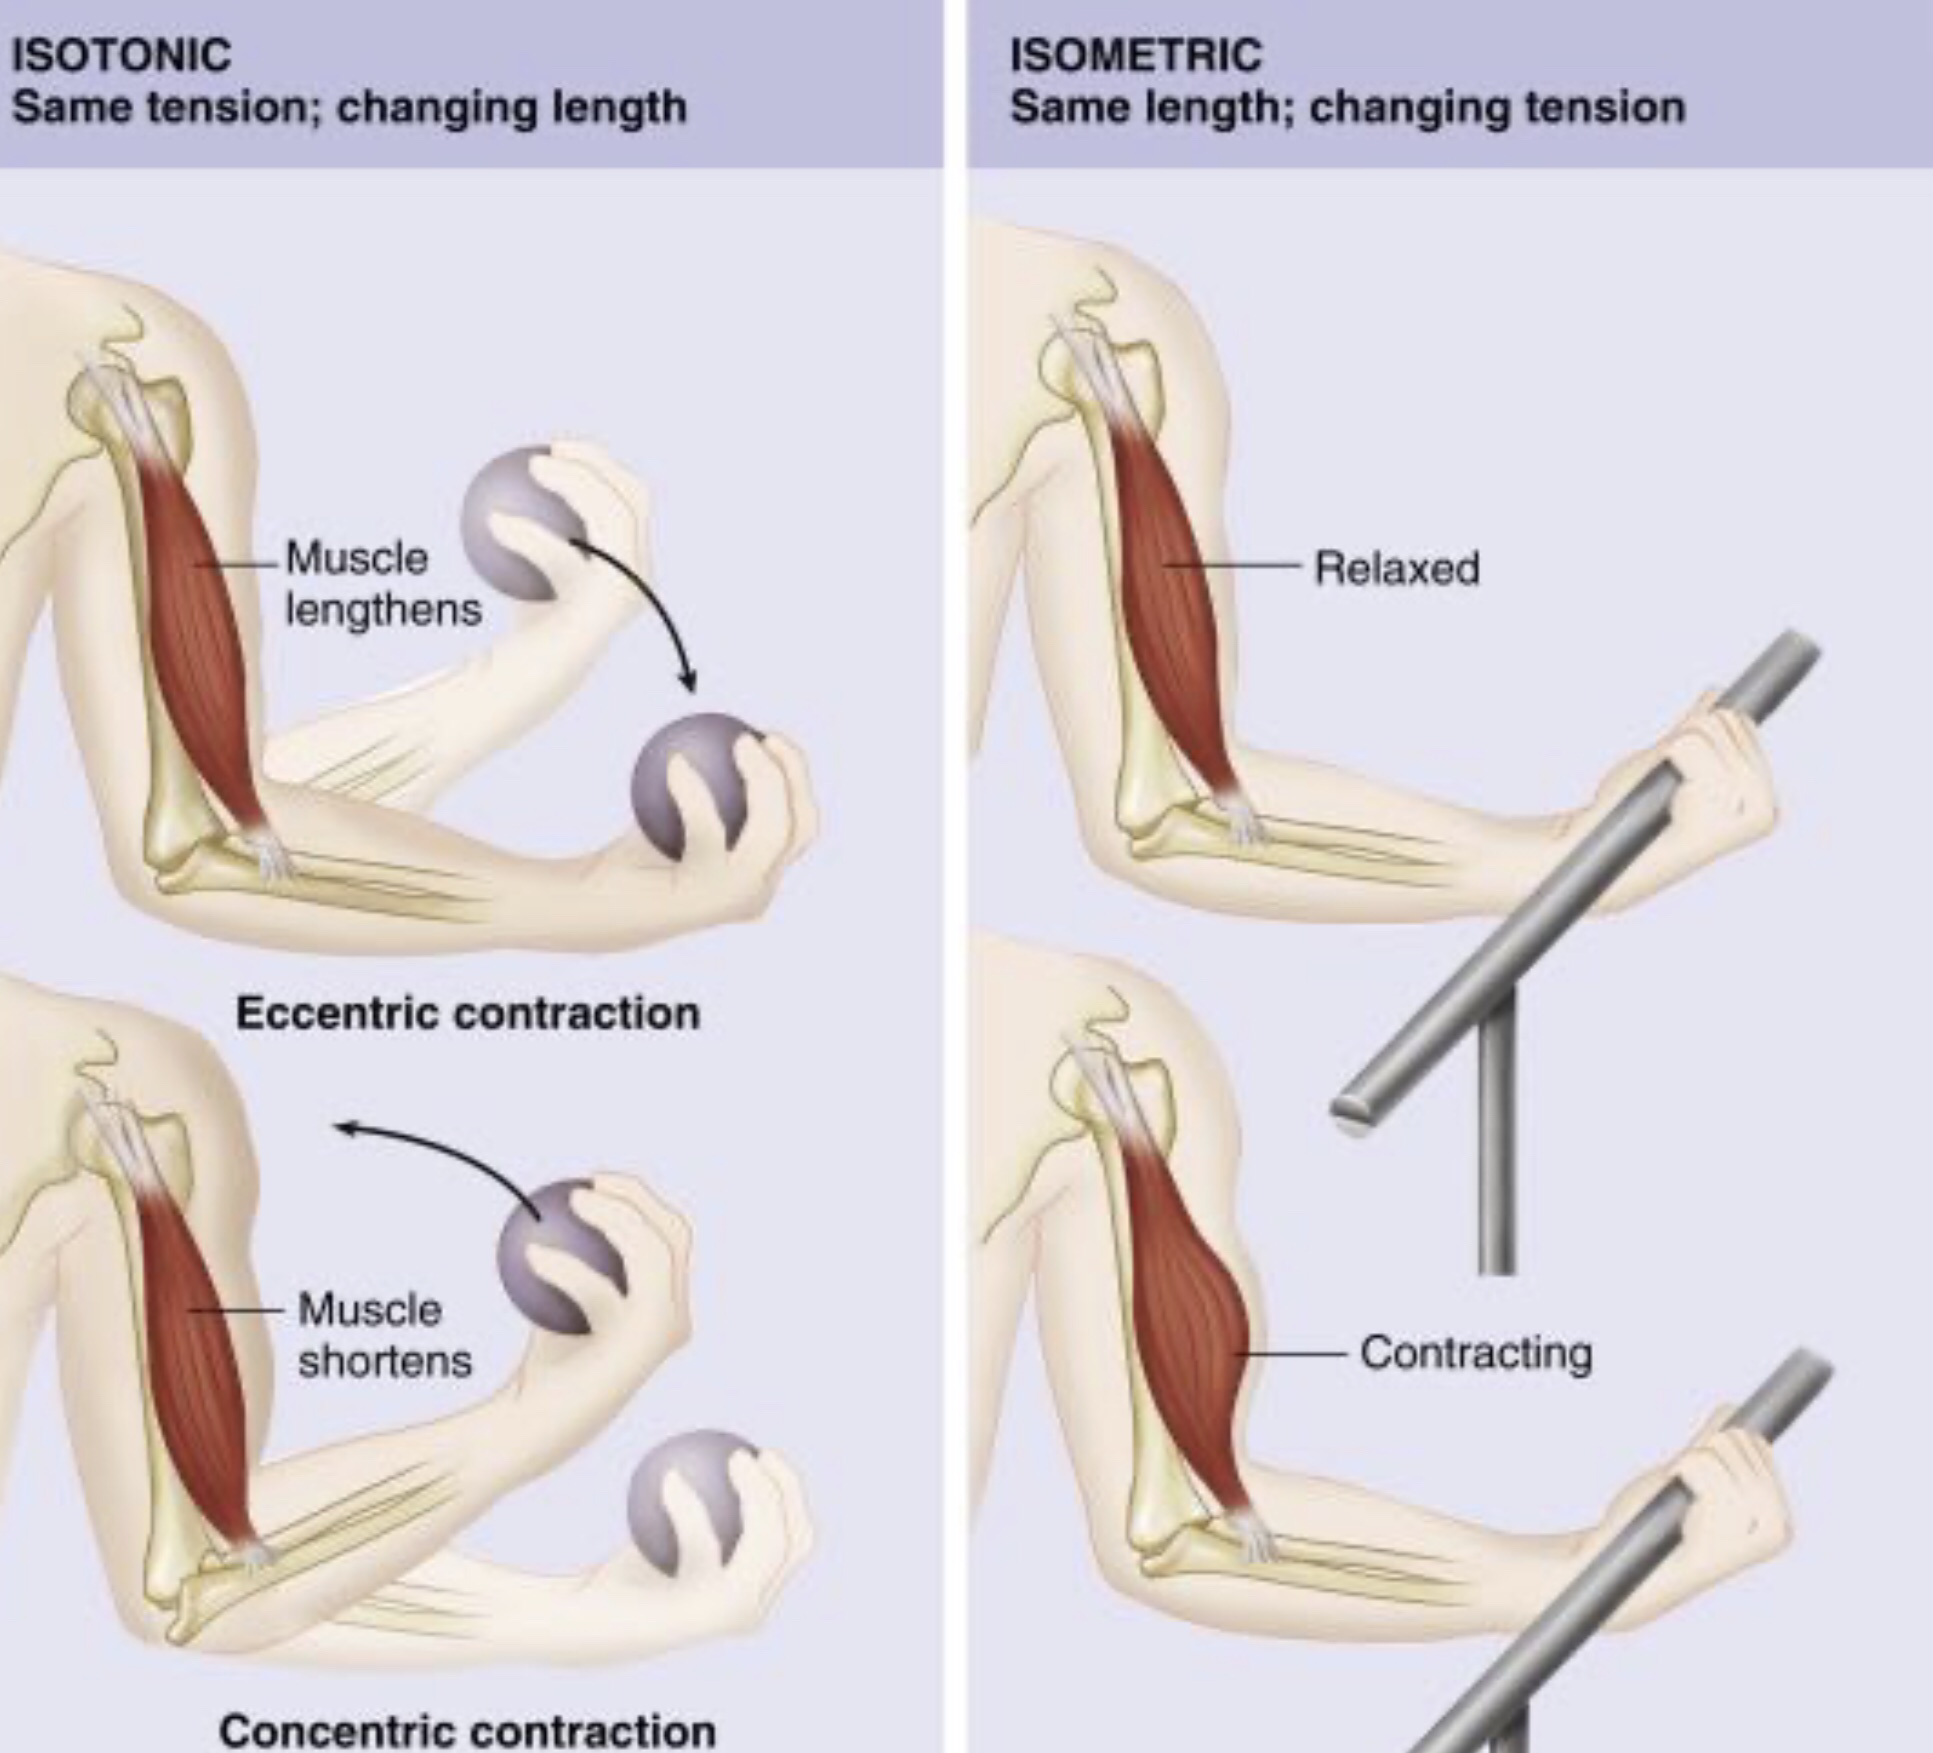 ISOTONIC
Same tension; changing length
Muscle
lengthens
Eccentric contraction
Muscle
shortens
Concentric contraction
ISOMETRIC
Same length; changing tension
Relaxed
Contracting